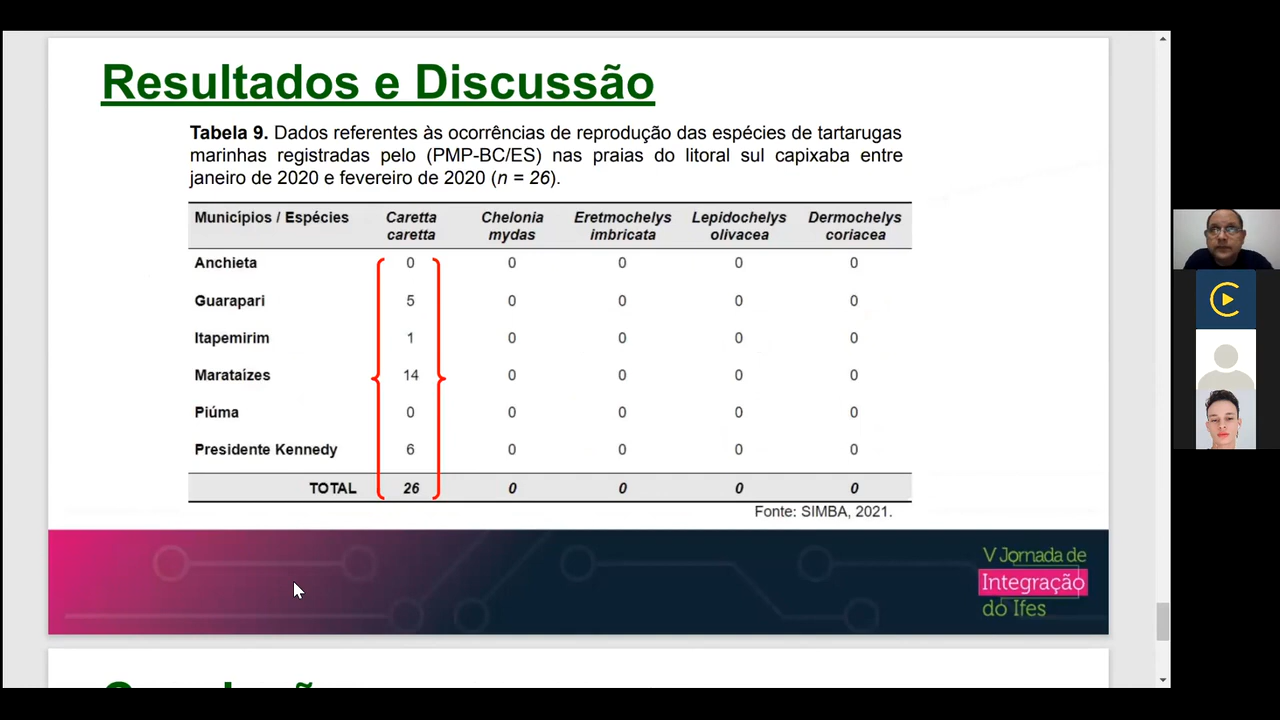 Resultados e Discussão
Tabela 9. Dados referentes às ocorrências de reprodução das espécies de tartarugas
marinhas registradas pelo (PMP-BC/ES) nas praias do litoral sul capixaba entre
janeiro de 2020 e fevereiro de 2020 (n = 26).
Municípios / Espécies Caretta caretta Chelonia mydas Eretmochelys imbricata Lepidochelys olivacea Dermochelys coriacea
Anchieta 0 0 0 0 0
Guarapari 5 0 0 0 0
Itapemirim 1 0 0 0 0
Marataízes 14 0 0 0 0
Piúma 0 0 0 0 0
Presidente Kennedy 6 0 0 0 0
TOTAL 26 0 0 0 0
Fonte: SIMBA, 2021.
V Jornada de
Integração
do Ifes